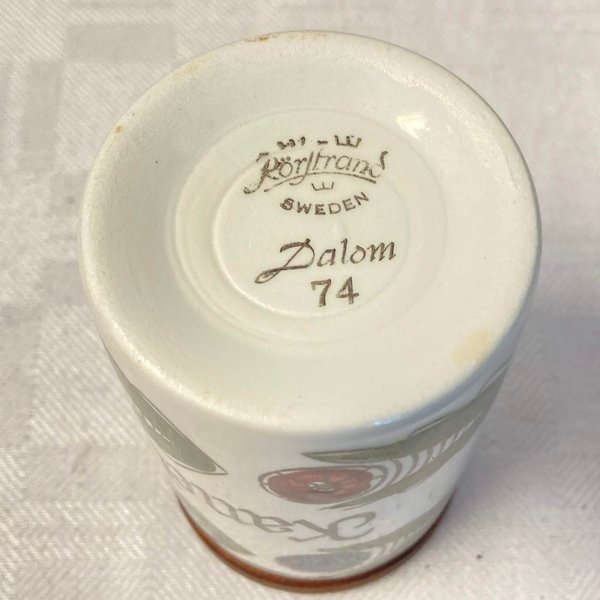 Rörstrand
SWEDEN
Dalom
74